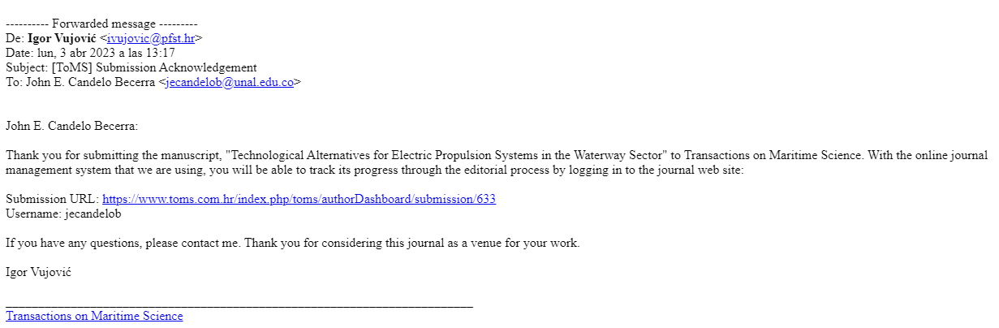 ---------- Forwarded message ---------
De: Igor Vujović <ivujovic@pfst.hr>
Date: lun, 3 abr 2023 a las 13:17
Subject: [ToMS] Submission Acknowledgement
To: John E. Candelo Becerra <jecandelob@unal.edu.co>
John E. Candelo Becerra:
Thank you for submitting the manuscript, "Technological Alternatives for Electric Propulsion Systems in the Waterway Sector" to Transactions on Maritime Science. With the online journal
management system that we are using, you will be able to track its progress through the editorial process by logging in to the journal web site:
Submission URL: https://www.toms.com.hr/index.php/toms/authorDashboard/submission/633
Username: jecandelob
If you have any questions, please contact me. Thank you for considering this journal as a venue for your work.
Igor Vujović
________________________________________________________________________
Transactions on Maritime Science